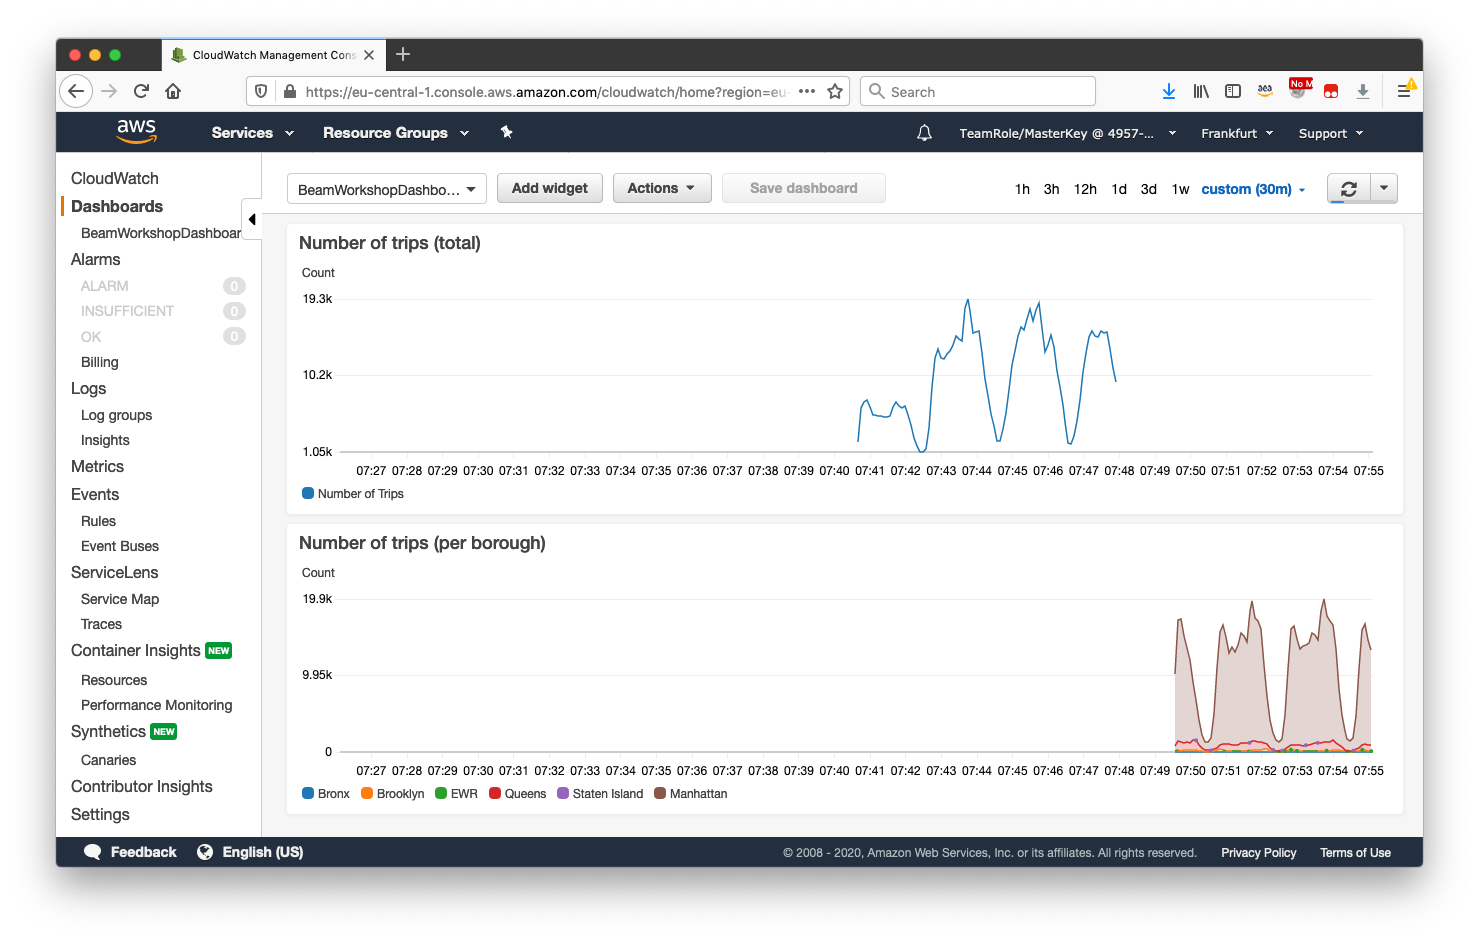 CloudWatch Management Cons
https://eu-central-1.console.aws.amazon.com/cloudwatch/home?region=eu-
Search
No M
aws
Services
Resource Groups
TeamRole/MasterKey @ 4957-...
Frankfurt
Support
CloudWatch
Dashboards
BeamWorkshopDashboar
Alarms
ALARM 0
INSUFFICIENT 0
OK 0
Billing
Logs
Log groups
Insights
Metrics
Events
Rules
Event Buses
ServiceLens
Service Map
Traces
Container Insights NEW
Resources
Performance Monitoring
Synthetics NEW
Canaries
Contributor Insights
Settings
BeamWorkshopDashbo...
Add widget
Actions
Save dashboard
1h 3h 12h 1d 3d 1w custom (30m)
Number of trips (total)
Count
19.3k
10.2k
1.05k
07:27 07:28 07:29 07:30 07:31 07:32 07:33 07:34 07:35 07:36 07:37 07:38 07:39 07:40 07:41 07:42 07:43 07:44 07:45 07:46 07:47 07:48 07:49 07:50 07:51 07:52 07:53 07:54 07:55
Number of Trips
Number of trips (per borough)
Count
19.9k
9.95k
0
07:27 07:28 07:29 07:30 07:31 07:32 07:33 07:34 07:35 07:36 07:37 07:38 07:39 07:40 07:41 07:42 07:43 07:44 07:45 07:46 07:47 07:48 07:49 07:50 07:51 07:52 07:53 07:54 07:55
Bronx Brooklyn EWR Queens Staten Island Manhattan
Feedback
English (US)
© 2008 - 2020, Amazon Web Services, Inc. or its affiliates. All rights reserved.
Privacy Policy
Terms of Use